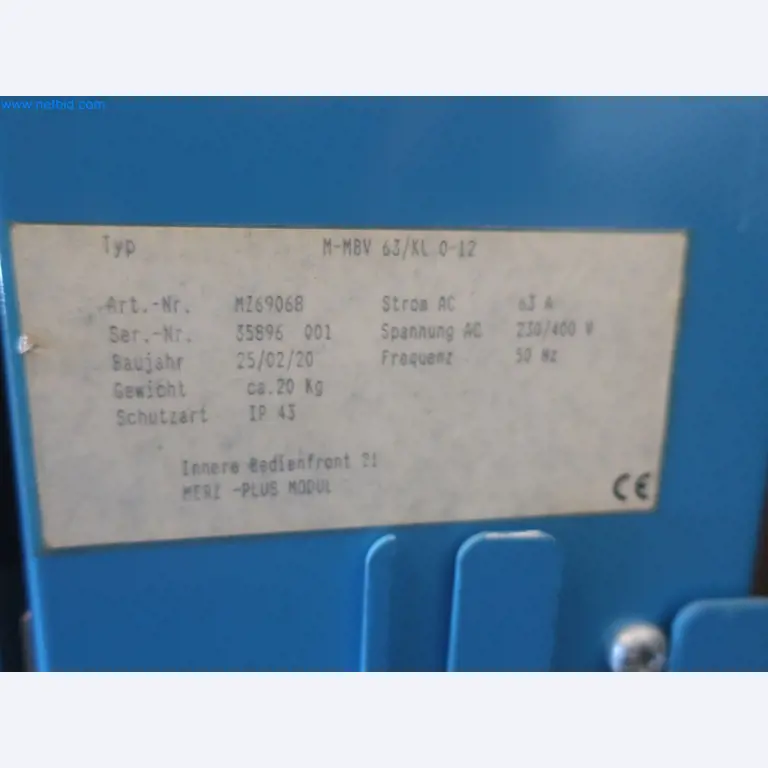 www.netbid.com
Typ M-MBV 63/KL 0-12
Art.-Nr. MZ69068 Strom AC 63 A
Ser.-Nr. 35896 001 Spannung AC 230/400 V
Baujahr 25/02/20 Frequenz 50 Hz
Gewicht ca.20 Kg
Schutzart IP 43
Innere Bedienfront
MERZ -PLUS MODUL
CE